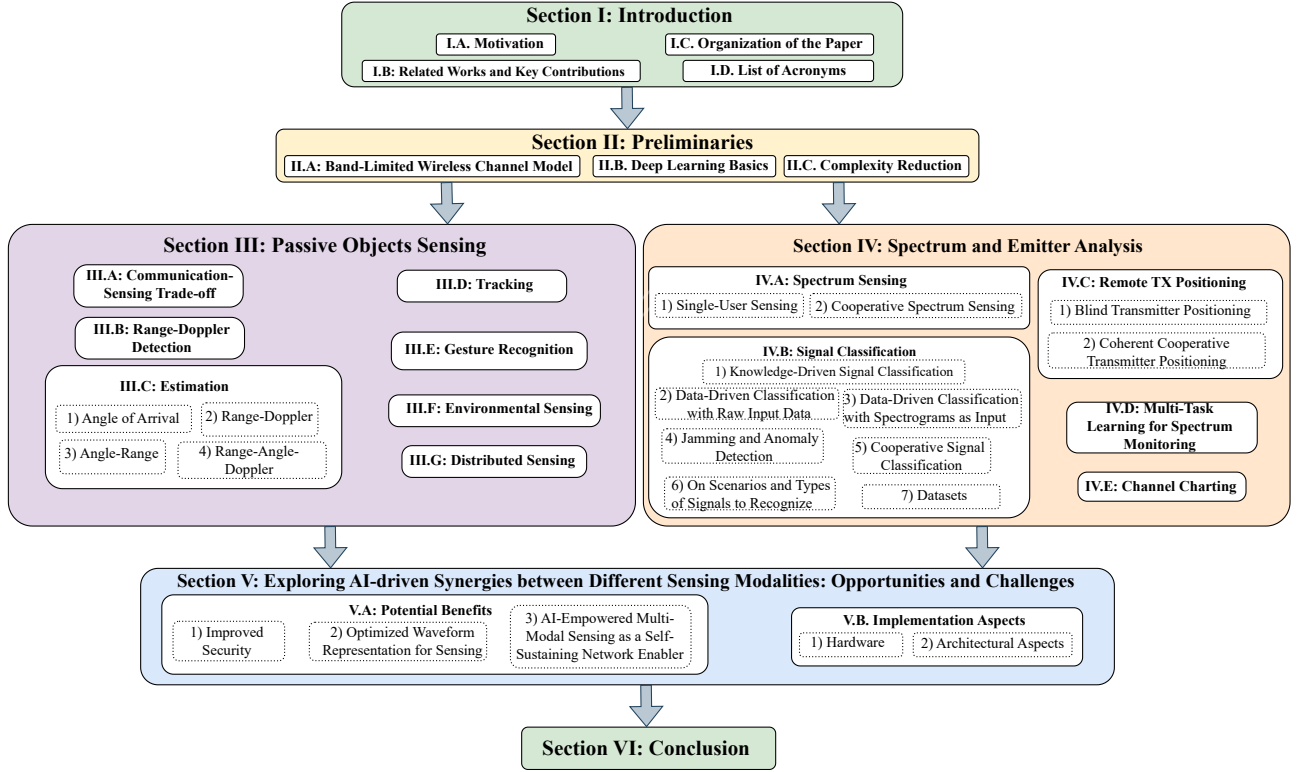 Section I: Introduction
I.A. Motivation
I.C. Organization of the Paper
I.B: Related Works and Key Contributions
I.D. List of Acronyms
Section II: Preliminaries
II.A: Band-Limited Wireless Channel Model
II.B. Deep Learning Basics
II.C. Complexity Reduction
Section III: Passive Objects Sensing
III.A: Communication-
Sensing Trade-off
III.B: Range-Doppler
Detection
III.C: Estimation
1) Angle of Arrival
2) Range-Doppler
3) Angle-Range
4) Range-Angle-
Doppler
III.D: Tracking
III.E: Gesture Recognition
III.F: Environmental Sensing
III.G: Distributed Sensing
Section IV: Spectrum and Emitter Analysis
IV.A: Spectrum Sensing
1) Single-User Sensing
2) Cooperative Spectrum Sensing
IV.B: Signal Classification
1) Knowledge-Driven Signal Classification
2) Data-Driven Classification
with Raw Input Data
3) Data-Driven Classification
with Spectrograms as Input
4) Jamming and Anomaly
Detection
5) Cooperative Signal
Classification
6) On Scenarios and Types
of Signals to Recognize
7) Datasets
IV.C: Remote TX Positioning
1) Blind Transmitter Positioning
2) Coherent Cooperative
Transmitter Positioning
IV.D: Multi-Task
Learning for Spectrum
Monitoring
IV.E: Channel Charting
Section V: Exploring AI-driven Synergies between Different Sensing Modalities: Opportunities and Challenges
V.A: Potential Benefits
1) Improved
Security
2) Optimized Waveform
Representation for Sensing
3) AI-Empowered Multi-
Modal Sensing as a Self-
Sustaining Network Enabler
V.B. Implementation Aspects
1) Hardware
2) Architectural Aspects
Section VI: Conclusion